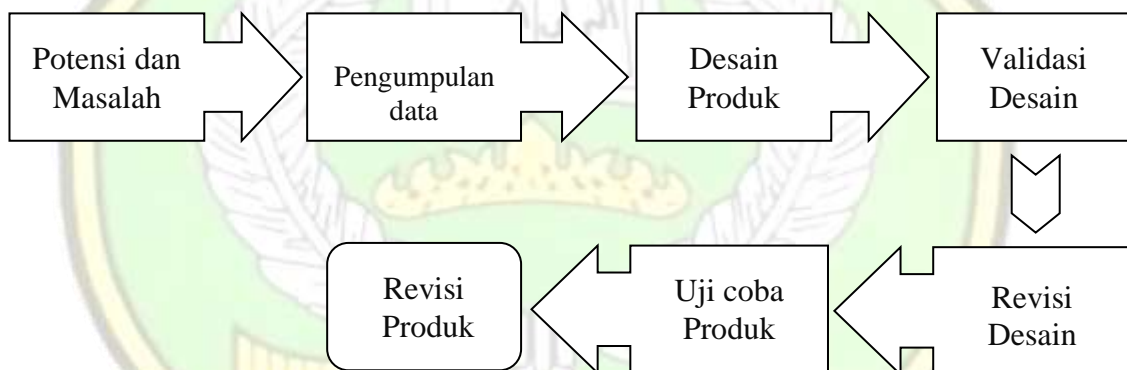 Potensi dan
Masalah
Pengumpulan
data
Desain
Produk
Validasi
Desain
Revisi
Desain
Uji coba
Produk
Revisi
Produk